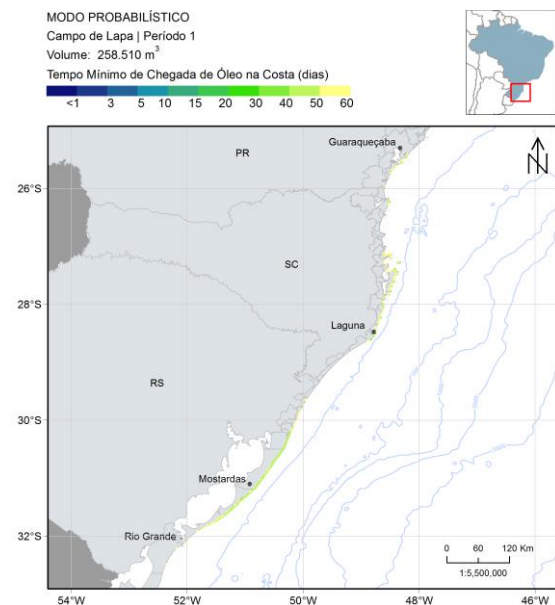 MODO PROBABILÍSTICO
Campo de Lapa | Período 1
Volume: 258.510 m³
Tempo Mínimo de Chegada de Óleo na Costa (dias)
<1 3 5 10 15 20 30 40 50 60
Guaraqueçaba
PR
N
26°S
SC
28°S
Laguna
RS
30°S
Mostardas
32°S
Rio Grande
0 60 120 Km
1:5,500,000
54°W 52°W 50°W 48°W 46°W